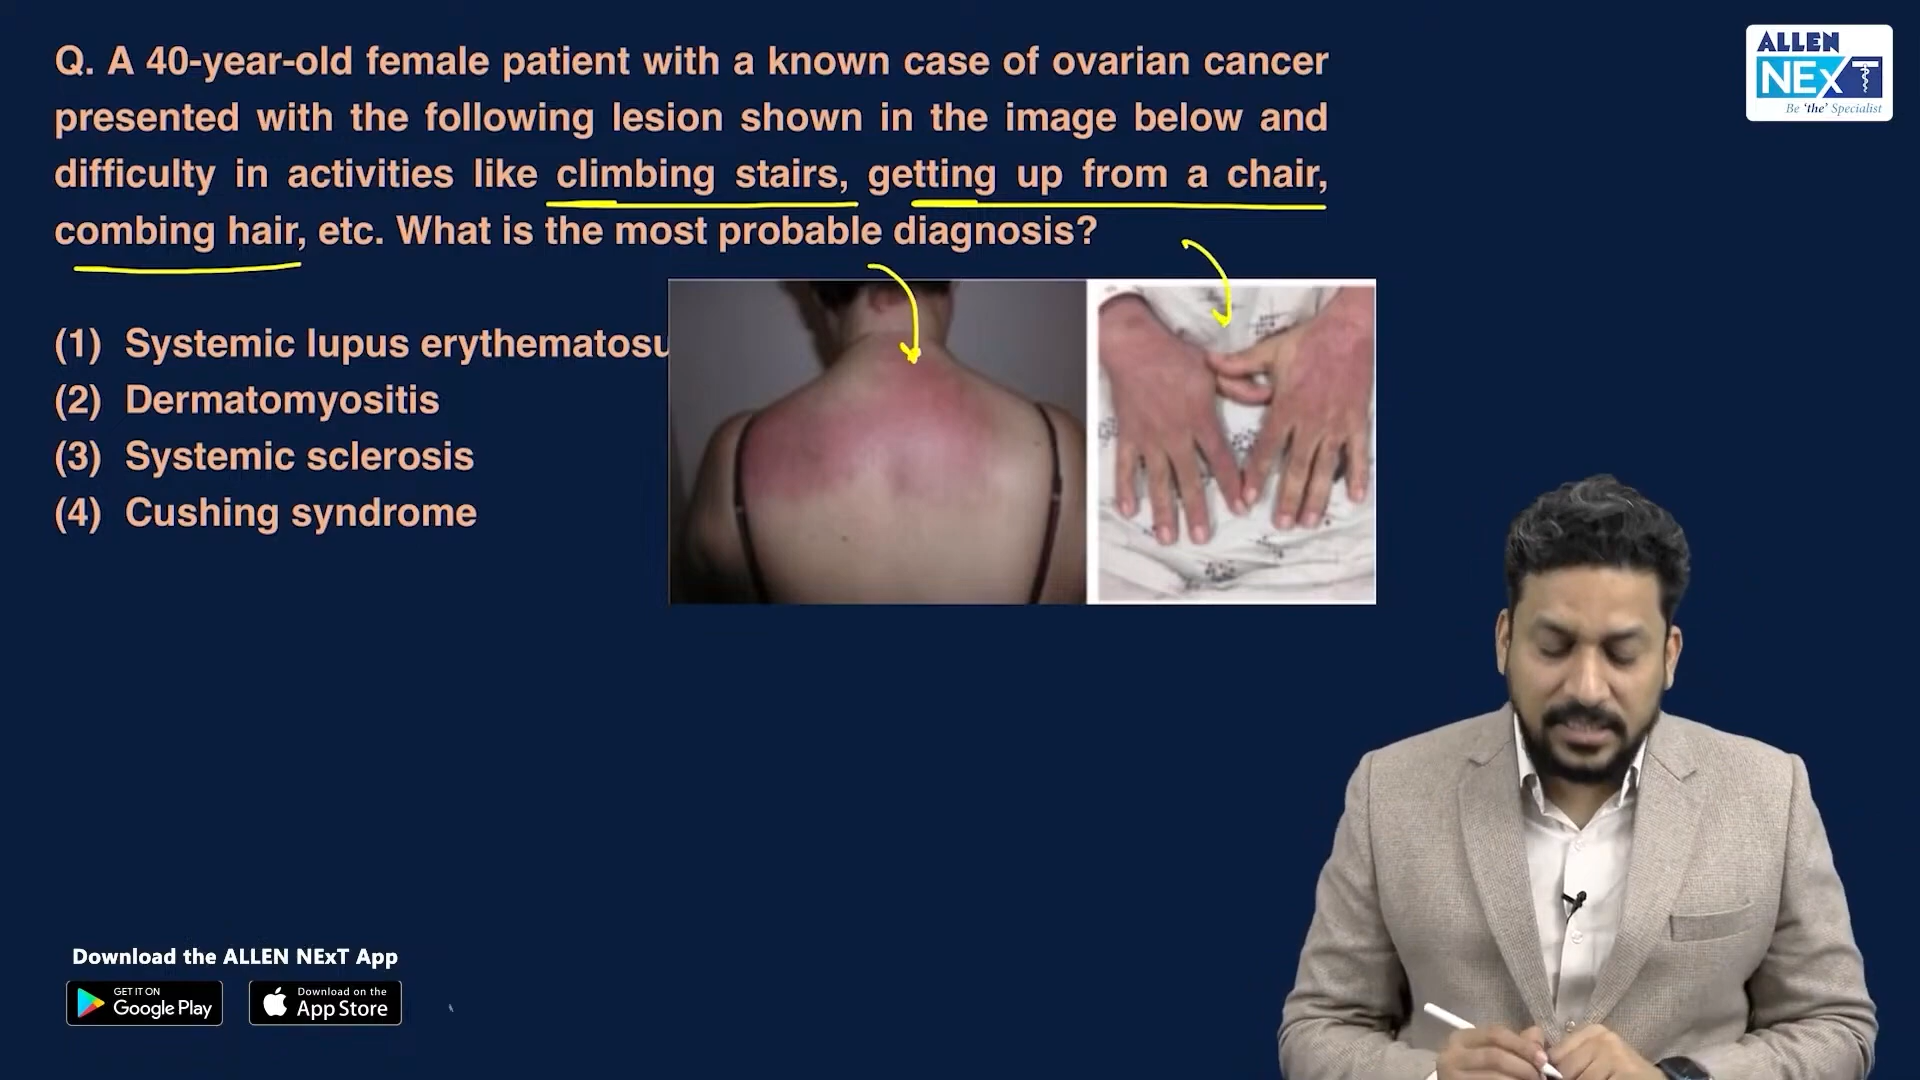 Q. A 40-year-old female patient with a known case of ovarian cancer
presented with the following lesion shown in the image below and
difficulty in activities like climbing stairs, getting up from a chair,
combing hair, etc. What is the most probable diagnosis?
(1) Systemic lupus erythematosu
(2) Dermatomyositis
(3) Systemic sclerosis
(4) Cushing syndrome
ALLEN
NExT
Be 'the' Specialist
Download the ALLEN NExT App
GET IT ON
Google Play
Download on the
App Store